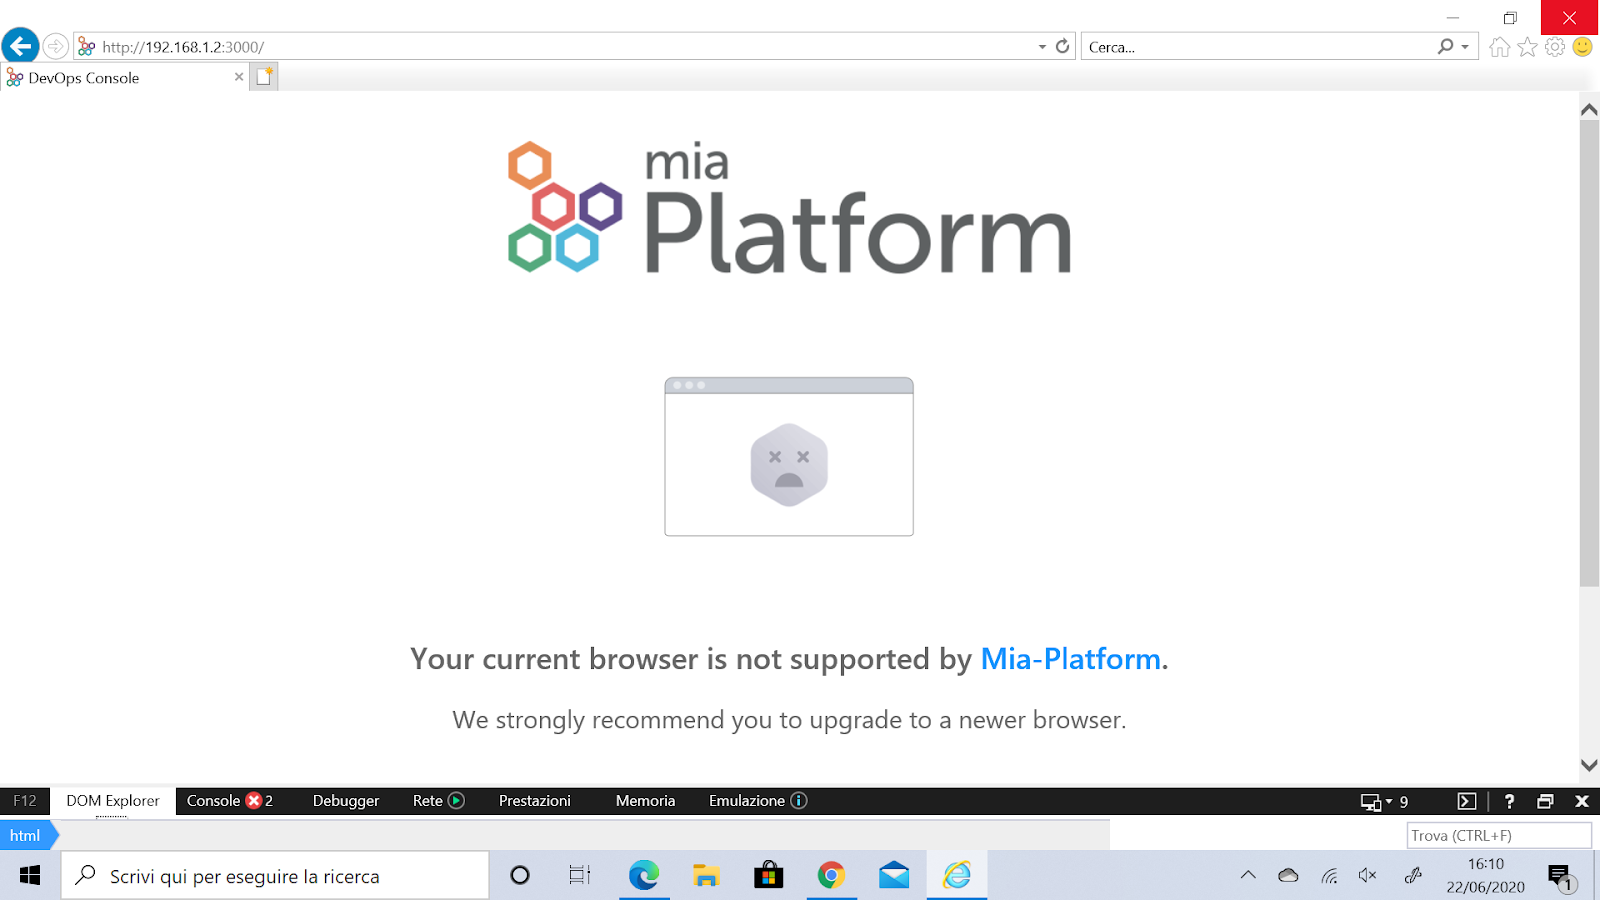 http://192.168.1.2:3000/
Cerca...
DevOps Console
mia
Platform
Your current browser is not supported by Mia-Platform.
We strongly recommend you to upgrade to a newer browser.
F12 DOM Explorer Console 2 Debugger Rete Prestazioni Memoria Emulazione 9 ?
html
Trova (CTRL+F)
Scrivi qui per eseguire la ricerca
16:10
22/06/2020
1